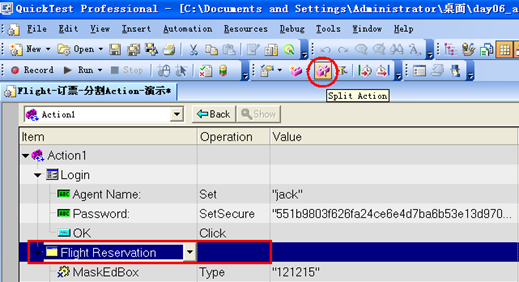 QuickTest Professional - [C:\Documents and Settings\Administrator\桌面\day06_a
File Edit View Insert Automation Resources Debug Tools Window
New Open
Record Run Stop
Split Action
Flight-订票-分割Action-演示*
Action1 Back Show
Item Operation Value
Action1
Login
Agent Name: Set "jack"
Password: SetSecure "551b9803f626fa24ce6e4d7ba6b53e13d970...
OK Click
Flight Reservation
MaskEdBox Type "121215"